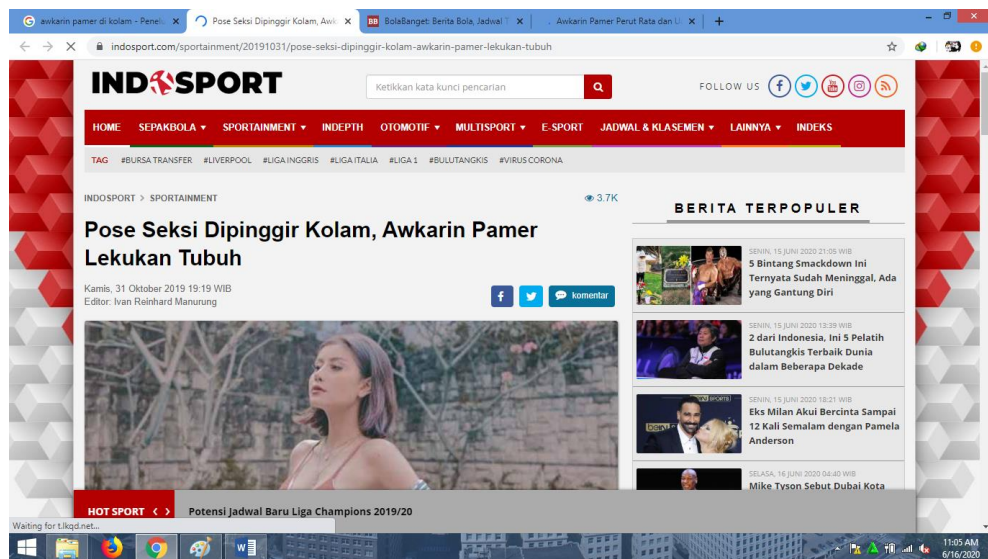 awkarin pamer di kolam - Penel
Pose Seksi Dipinggir Kolam, Awk
BolaBanget: Berita Bola, Jadwal T
Awkarin Pamer Perut Rata dan U
indosport.com/sportainment/20191031/pose-seksi-dipinggir-kolam-awkarin-pamer-lekukan-tubuh
INDOSPORT
Ketikkan kata kunci pencarian
FOLLOW US
HOME SEPAKBOLA SPORTAINMENT INDEPTH OTOMOTIF MULTISPORT E-SPORT JADWAL & KLASEMEN LAINNYA INDEKS
TAG #BURSA TRANSFER #LIVERPOOL #LIGA INGGRIS #LIGA ITALIA #LIGA 1 #BULUTANGKIS #VIRUS CORONA
INDOSPORT > SPORTAINMENT
3.7K
Pose Seksi Dipinggir Kolam, Awkarin Pamer
Lekukan Tubuh
Kamis, 31 Oktober 2019 19:19 WIB
Editor: Ivan Reinhard Manurung
komentar
BERITA TERPOPULER
SENIN, 15 JUNI 2020 21:05 WIB
5 Bintang Smackdown Ini
Ternyata Sudah Meninggal, Ada
yang Gantung Diri
SENIN, 15 JUNI 2020 13:39 WIB
2 dari Indonesia, Ini 5 Pelatih
Bulutangkis Terbaik Dunia
dalam Beberapa Dekade
SENIN, 15 JUNI 2020 18:21 WIB
Eks Milan Akui Bercinta Sampai
12 Kali Semalam dengan Pamela
Anderson
SELASA, 16 JUNI 2020 04:40 WIB
Mike Tyson Sebut Dubai Kota
HOT SPORT < > Potensi Jadwal Baru Liga Champions 2019/20
Waiting for t.lkqd.net...
11:05 AM
6/16/2020